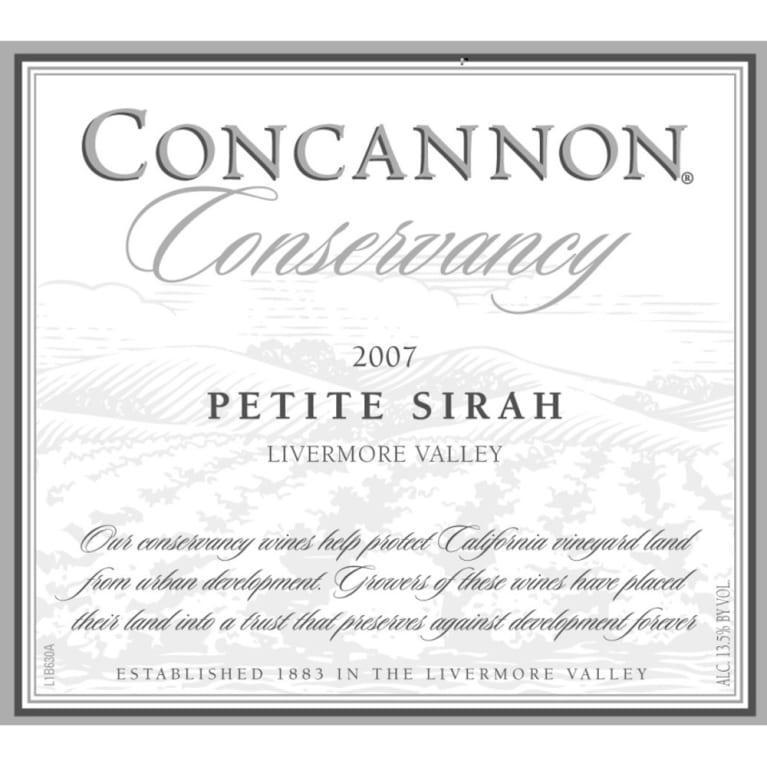 CONCANNON®
Conservancy
2007
PETITE SIRAH
LIVERMORE VALLEY
Our conservancy wines help protect California vineyard land
from urban development. Growers of these wines have placed
their land into a trust that preserves against development forever
ESTABLISHED 1883 IN THE LIVERMORE VALLEY
L1B630A
ALC. 13.5% BY VOL.